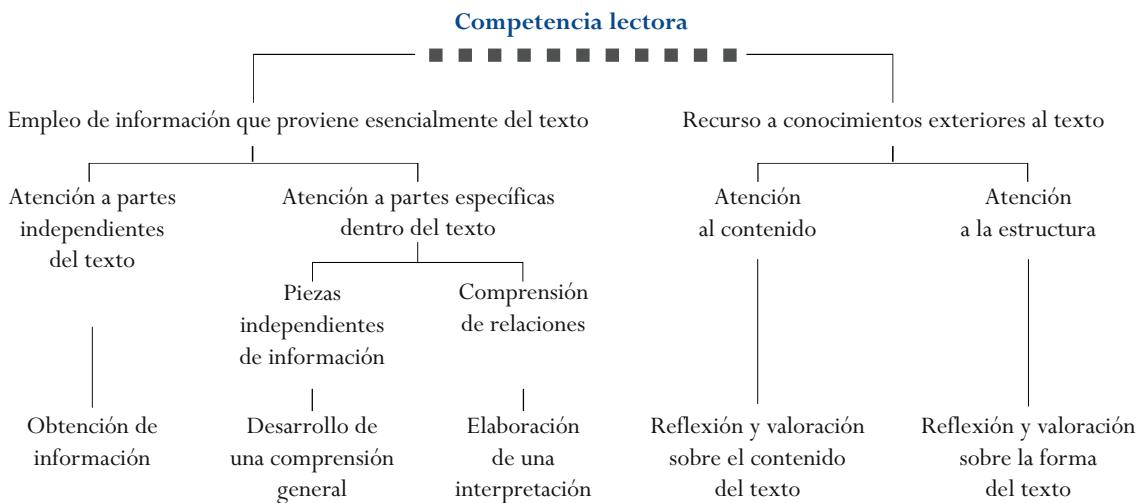 Competencia lectora
Empleo de información que proviene esencialmente del texto
Recurso a conocimientos exteriores al texto
Atención a partes
independientes
del texto
Atención a partes específicas
dentro del texto
Atención
al contenido
Atención
a la estructura
Piezas
independientes
de información
Comprensión
de relaciones
Obtención de
información
Desarrollo de
una comprensión
general
Elaboración
de una
interpretación
Reflexión y valoración
sobre el contenido
del texto
Reflexión y valoración
sobre la forma
del texto